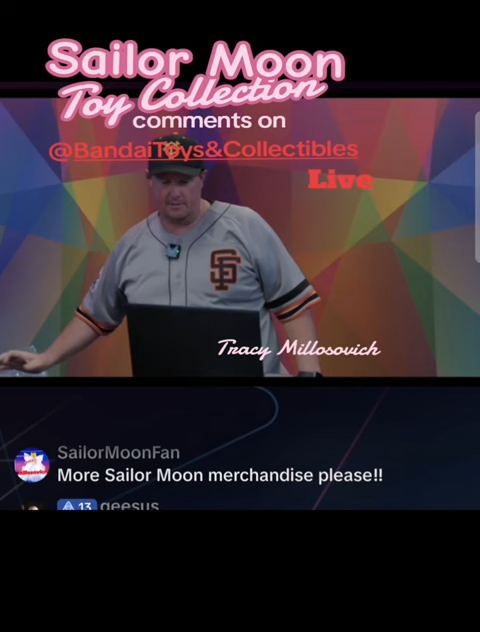 Sailor Moon
Toy Collection
comments on
@BandaiToys&Collectibles
Live
SF
Tracy Millosovich
SailorMoonFan
More Sailor Moon merchandise please!!
13 geesus